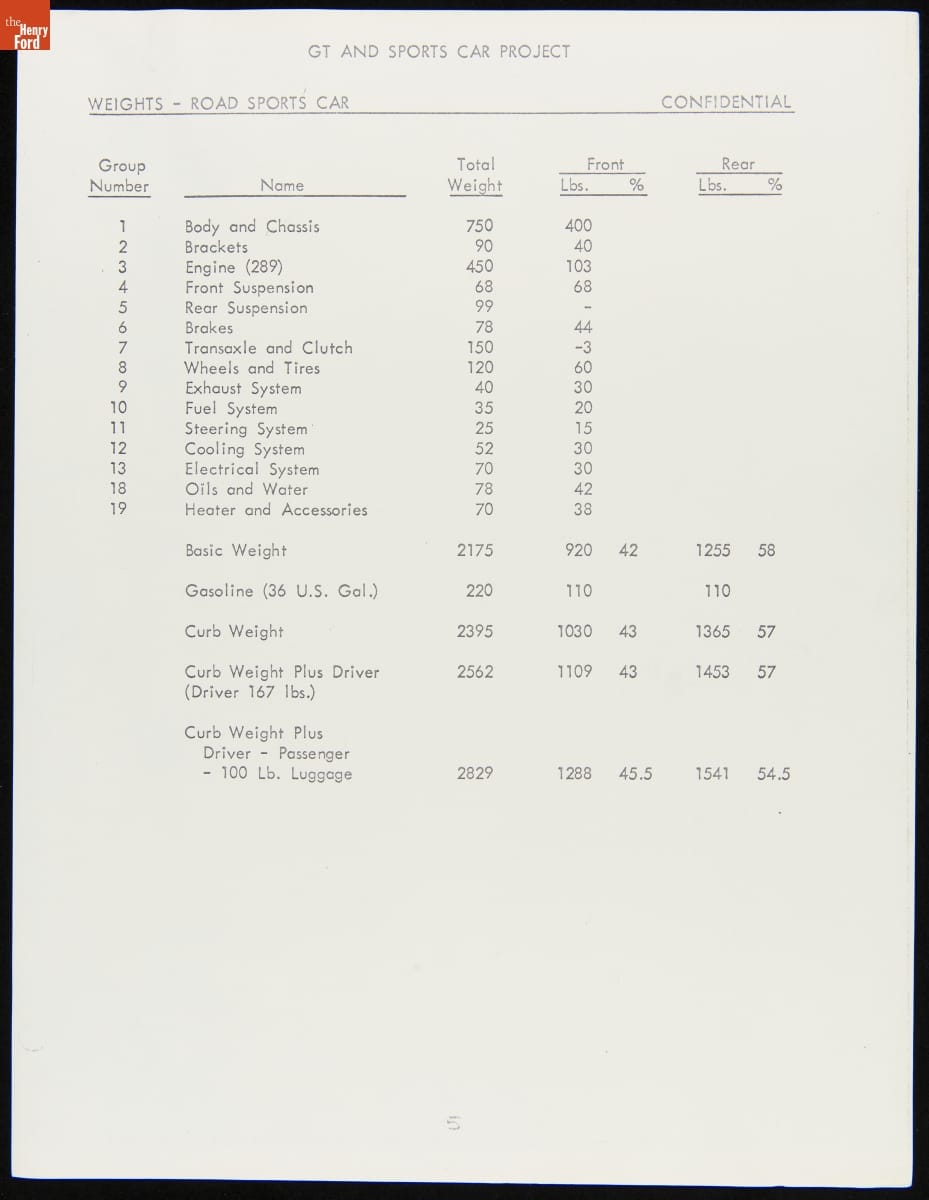 the
Henry
Ford
GT AND SPORTS CAR PROJECT
WEIGHTS - ROAD SPORTS CAR CONFIDENTIAL
Group Total Front Rear
Number Name Weight Lbs. % Lbs. %
1 Body and Chassis 750 400
2 Brackets 90 40
3 Engine (289) 450 103
4 Front Suspension 68 68
5 Rear Suspension 99 -
6 Brakes 78 44
7 Transaxle and Clutch 150 -3
8 Wheels and Tires 120 60
9 Exhaust System 40 30
10 Fuel System 35 20
11 Steering System 25 15
12 Cooling System 52 30
13 Electrical System 70 30
18 Oils and Water 78 42
19 Heater and Accessories 70 38
Basic Weight 2175 920 42 1255 58
Gasoline (36 U.S. Gal.) 220 110 110
Curb Weight 2395 1030 43 1365 57
Curb Weight Plus Driver 2562 1109 43 1453 57
(Driver 167 lbs.)
Curb Weight Plus
Driver - Passenger
- 100 Lb. Luggage 2829 1288 45.5 1541 54.5
5